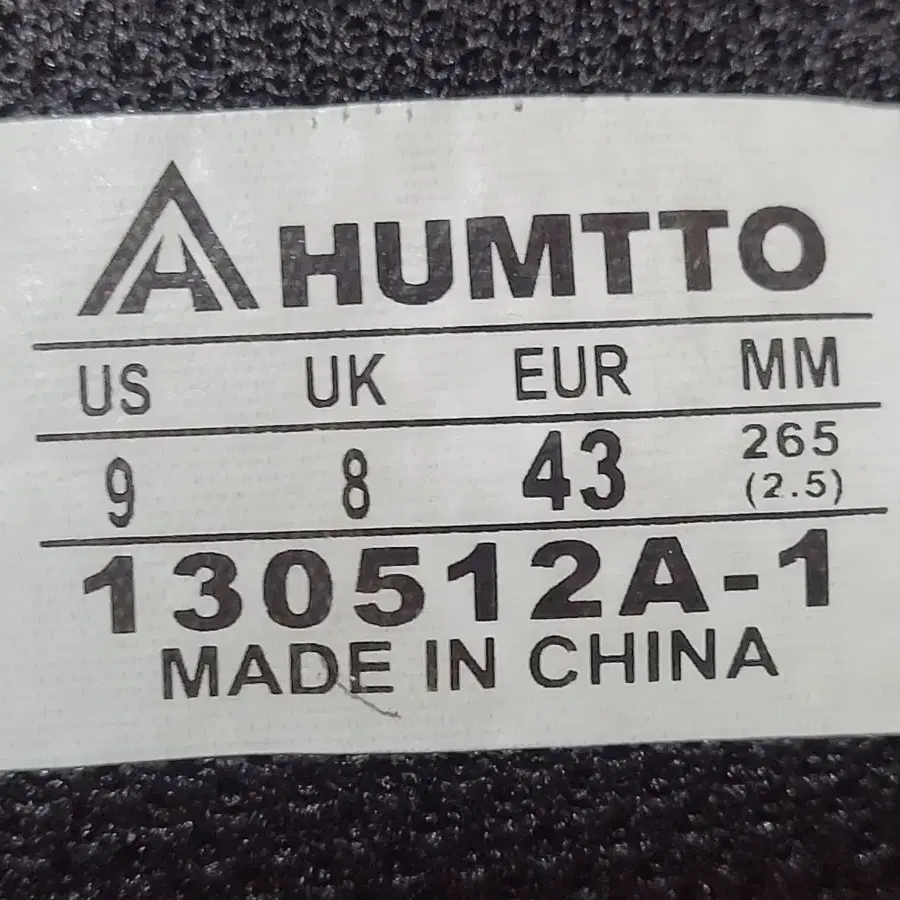 HUMTTO
US UK EUR MM
9 8 43 265
(2.5)
130512A-1
MADE IN CHINA